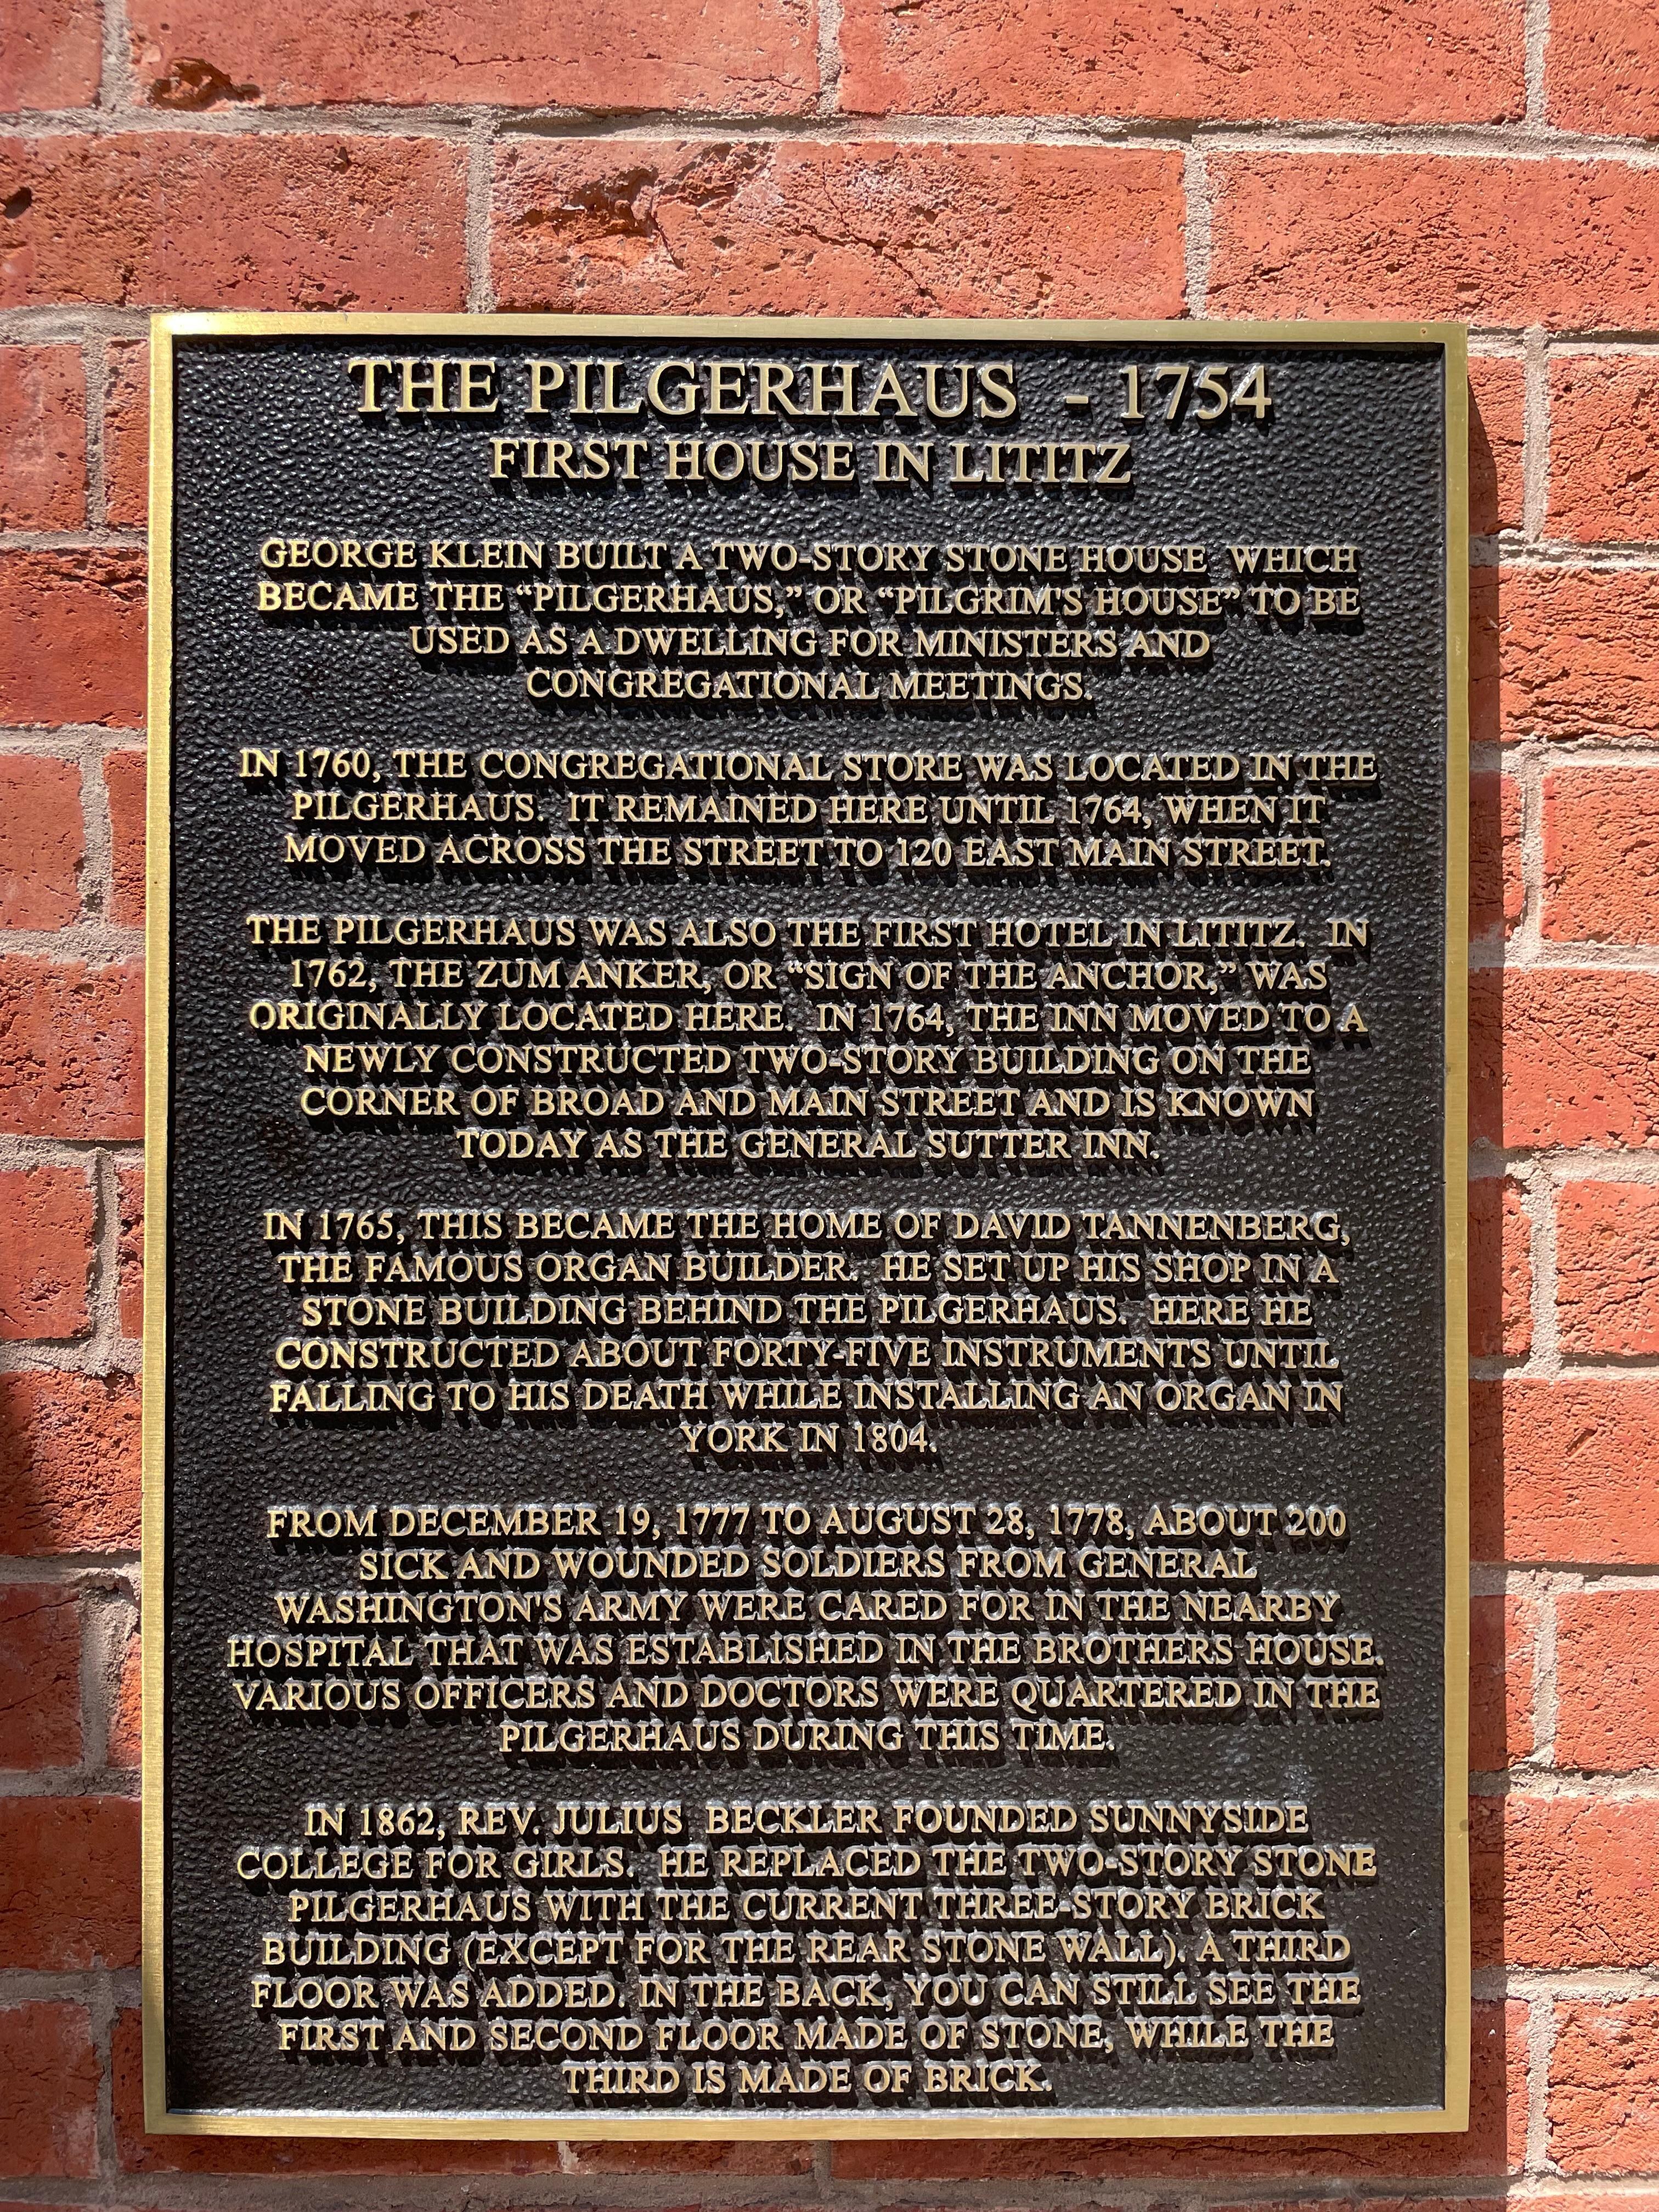 THE PILGERHAUS - 1754
FIRST HOUSE IN LITITZ
GEORGE KLEIN BUILT A TWO-STORY STONE HOUSE WHICH
BECAME THE “PILGERHAUS,” OR “PILGRIM'S HOUSE” TO BE
USED AS A DWELLING FOR MINISTERS AND
CONGREGATIONAL MEETINGS.
IN 1760, THE CONGREGATIONAL STORE WAS LOCATED IN THE
PILGERHAUS. IT REMAINED HERE UNTIL 1764, WHEN IT
MOVED ACROSS THE STREET TO 120 EAST MAIN STREET.
THE PILGERHAUS WAS ALSO THE FIRST HOTEL IN LITITZ. IN
1762, THE ZUM ANKER, OR “SIGN OF THE ANCHOR,” WAS
ORIGINALLY LOCATED HERE. IN 1764, THE INN MOVED TO A
NEWLY CONSTRUCTED TWO-STORY BUILDING ON THE
CORNER OF BROAD AND MAIN STREET AND IS KNOWN
TODAY AS THE GENERAL SUTTER INN.
IN 1765, THIS BECAME THE HOME OF DAVID TANNENBERG,
THE FAMOUS ORGAN BUILDER. HE SET UP HIS SHOP IN A
STONE BUILDING BEHIND THE PILGERHAUS. HERE HE
CONSTRUCTED ABOUT FORTY-FIVE INSTRUMENTS UNTIL
FALLING TO HIS DEATH WHILE INSTALLING AN ORGAN IN
YORK IN 1804.
FROM DECEMBER 19, 1777 TO AUGUST 28, 1778, ABOUT 200
SICK AND WOUNDED SOLDIERS FROM GENERAL
WASHINGTON'S ARMY WERE CARED FOR IN THE NEARBY
HOSPITAL THAT WAS ESTABLISHED IN THE BROTHERS HOUSE.
VARIOUS OFFICERS AND DOCTORS WERE QUARTERED IN THE
PILGERHAUS DURING THIS TIME.
IN 1862, REV. JULIUS BECKLER FOUNDED SUNNYSIDE
COLLEGE FOR GIRLS. HE REPLACED THE TWO-STORY STONE
PILGERHAUS WITH THE CURRENT THREE-STORY BRICK
BUILDING (EXCEPT FOR THE REAR STONE WALL). A THIRD
FLOOR WAS ADDED. IN THE BACK, YOU CAN STILL SEE THE
FIRST AND SECOND FLOOR MADE OF STONE, WHILE THE
THIRD IS MADE OF BRICK.